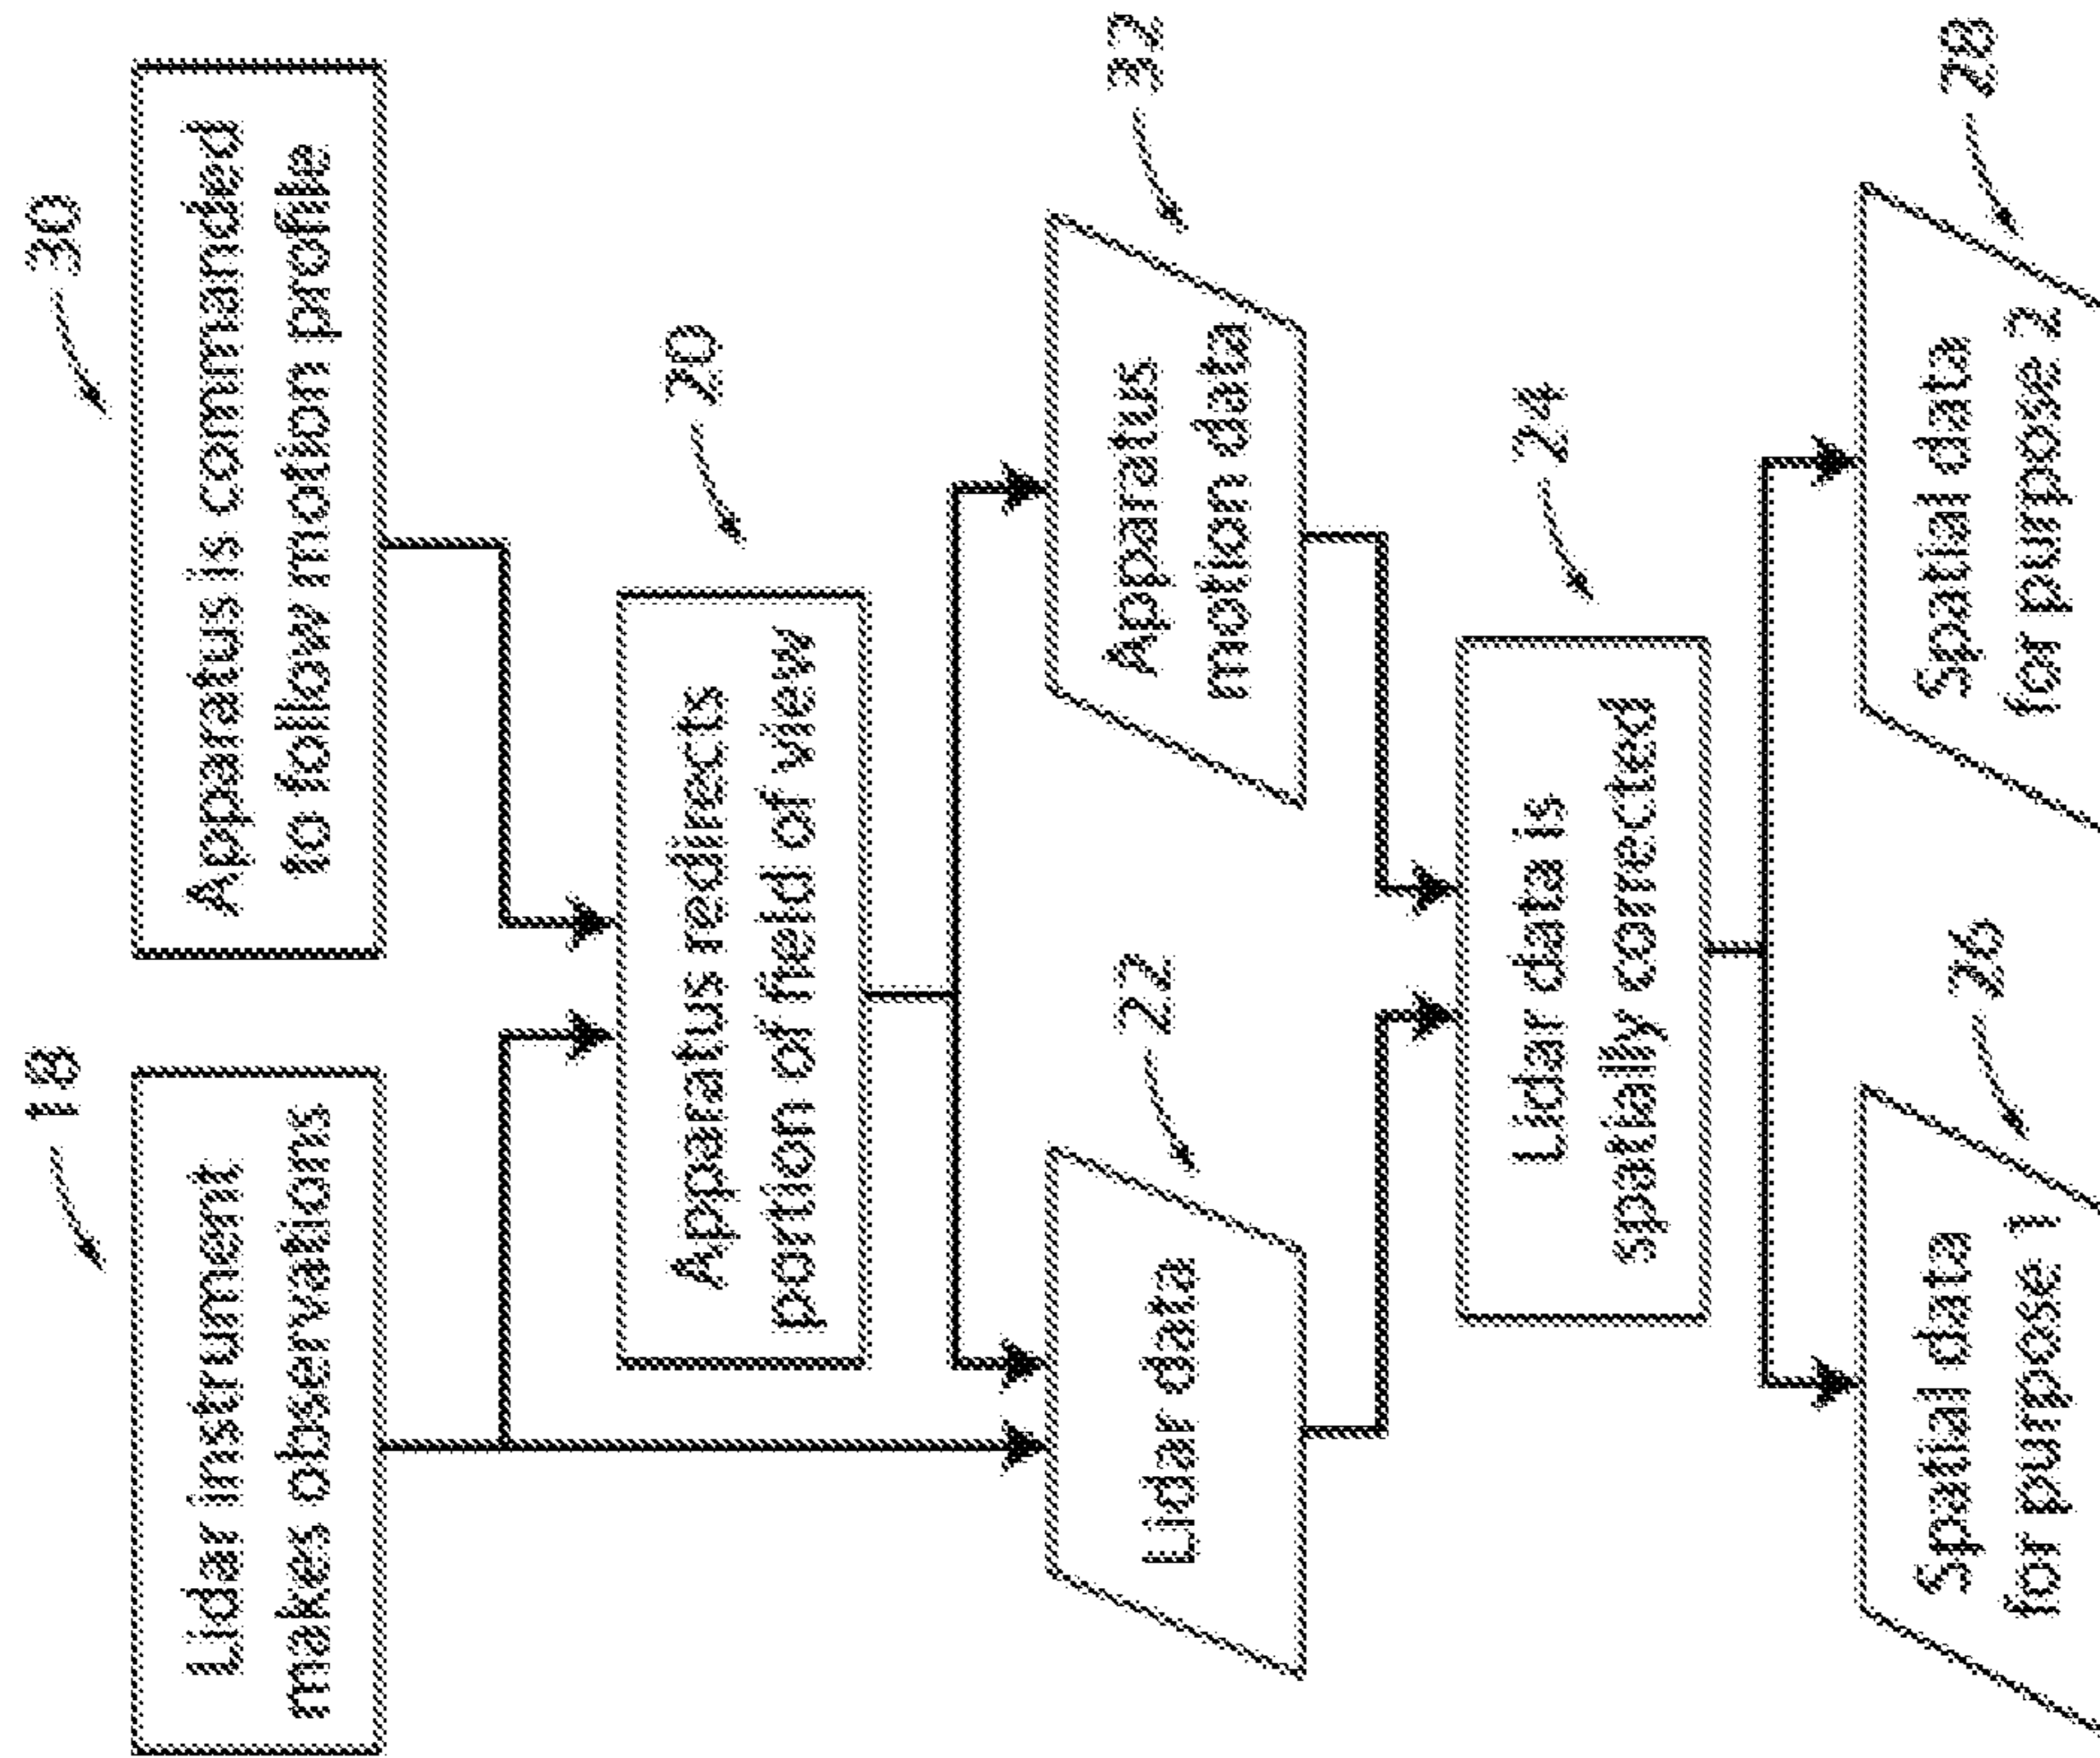 18
Lidar instrument
makes observations
30
Apparatus is commanded
to follow motion profile
20
Apparatus redirects
portion of field of view
22
Lidar data
32
Apparatus
motion data
24
Lidar data is
spatially corrected
26
Spatial data
for purpose 1
28
Spatial data
for purpose 2